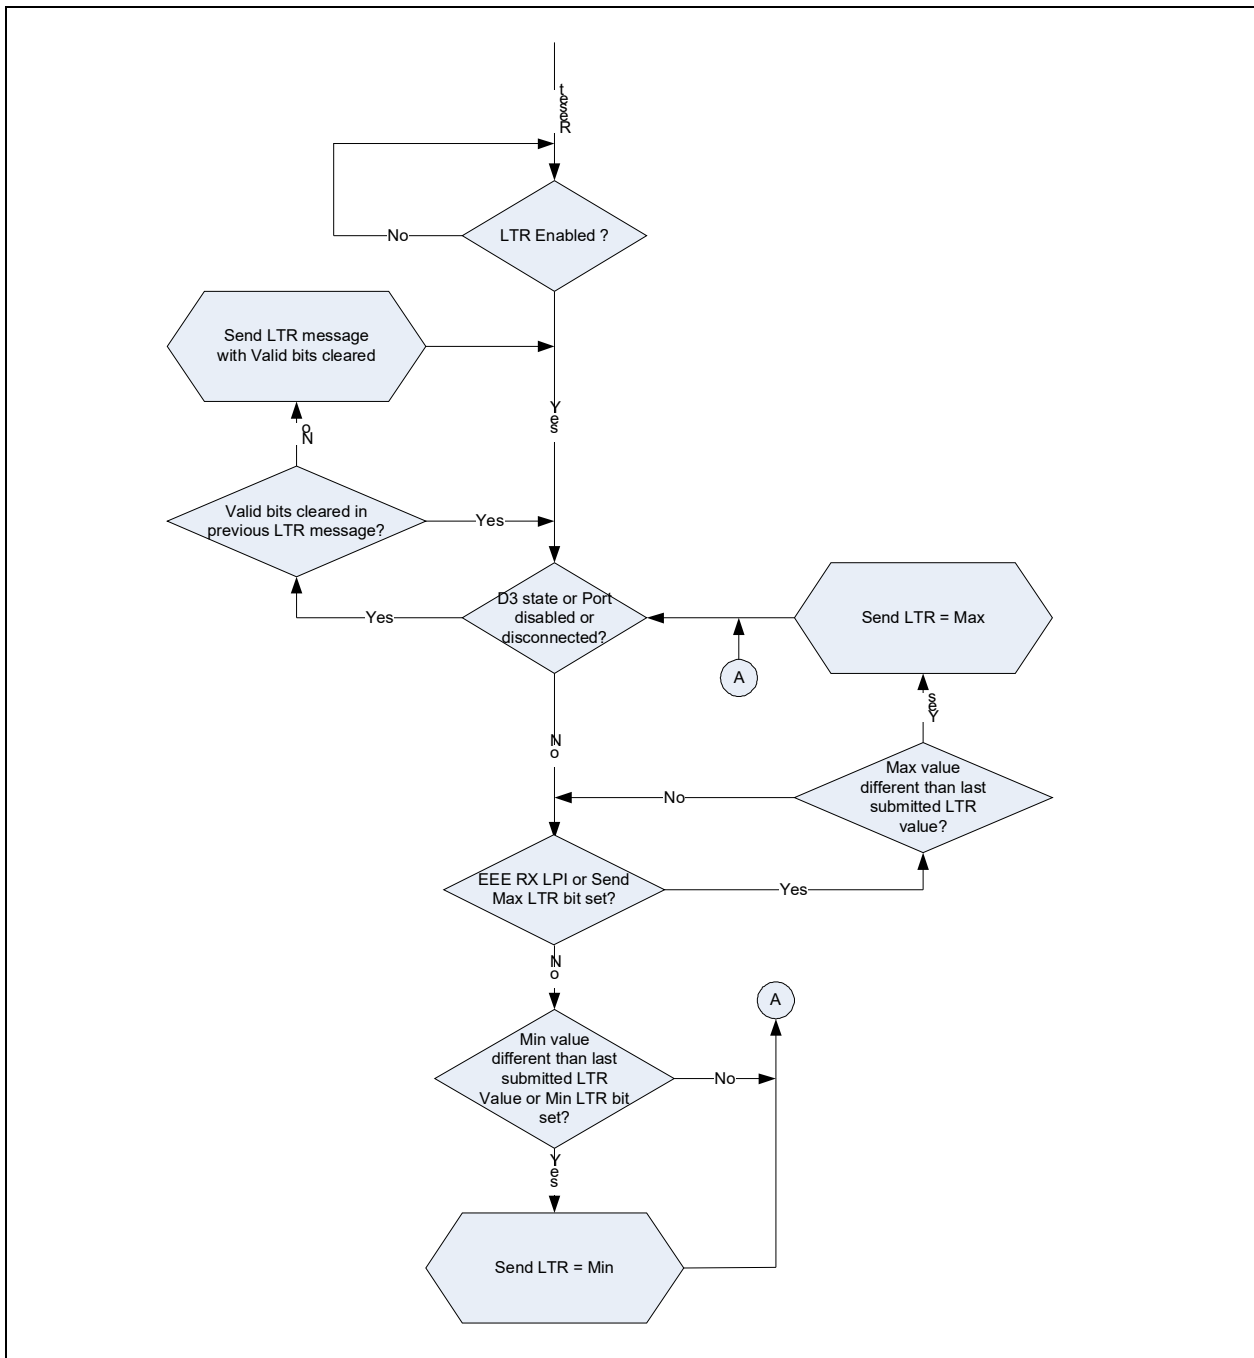 Reset
LTR Enabled ?
No
Send LTR message
with Valid bits cleared
Yes
No
Valid bits cleared in
previous LTR message?
Yes
D3 state or Port
disabled or
disconnected?
Yes
Send LTR = Max
A
Yes
No
Max value
different than last
submitted LTR
value?
No
EEE RX LPI or Send
Max LTR bit set?
Yes
No
A
Min value
different than last
submitted LTR
Value or Min LTR bit
set?
No
Yes
Send LTR = Min